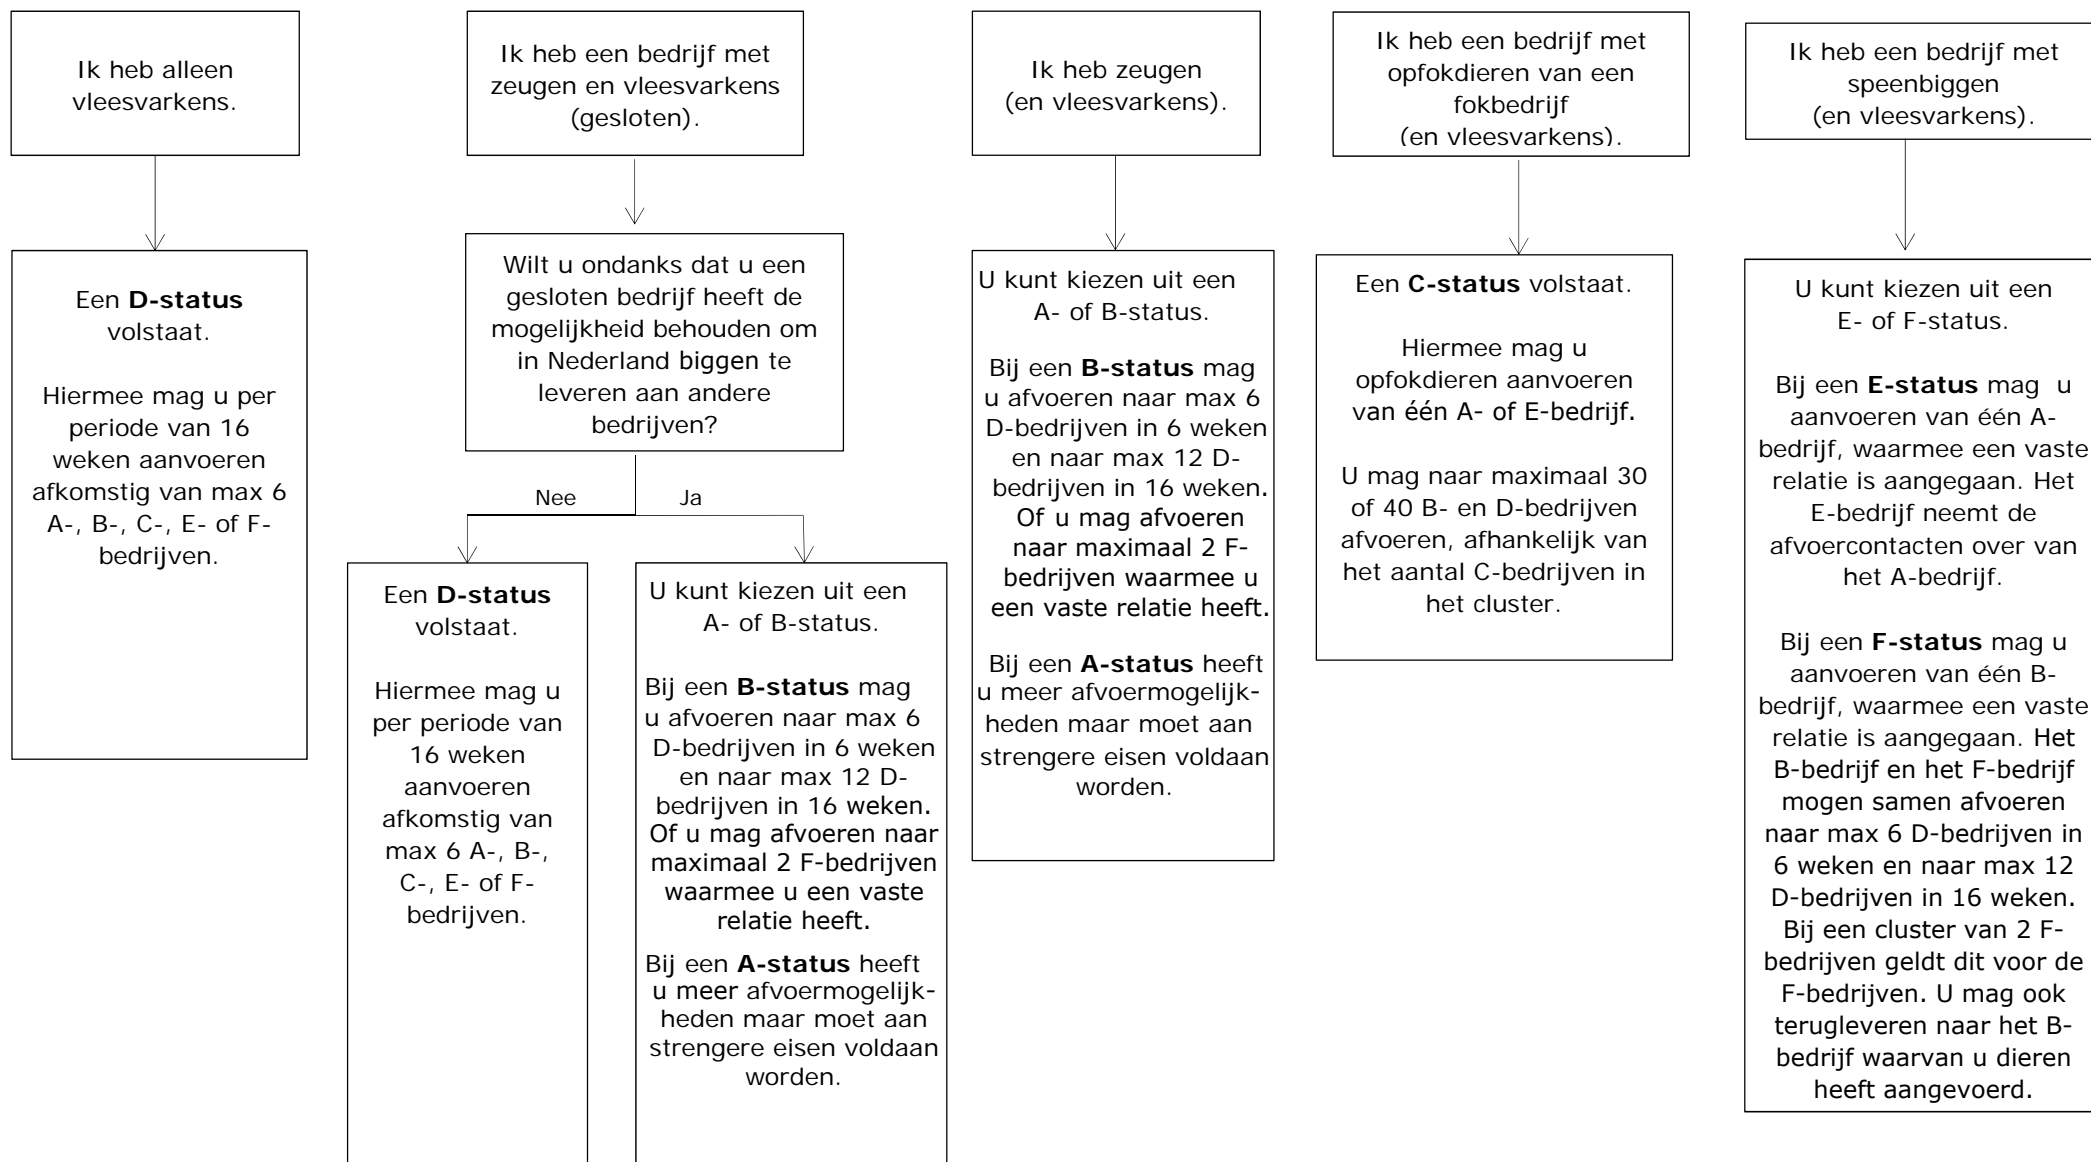 Ik heb alleen
vleesvarkens.
Een D-status
volstaat.
Hiermee mag u per
periode van 16
weken aanvoeren
afkomstig van max 6
A-, B-, C-, E- of F-
bedrijven.
Ik heb een bedrijf met
zeugen en vleesvarkens
(gesloten).
Wilt u ondanks dat u een
gesloten bedrijf heeft de
mogelijkheid behouden om
in Nederland biggen te
leveren aan andere
bedrijven?
Nee
Ja
Een D-status
volstaat.
Hiermee mag u
per periode van
16 weken
aanvoeren
afkomstig van
max 6 A-, B-,
C-, E- of F-
bedrijven.
U kunt kiezen uit een
A- of B-status.
Bij een B-status mag
u afvoeren naar max 6
D-bedrijven in 6 weken
en naar max 12 D-
bedrijven in 16 weken.
Of u mag afvoeren naar
maximaal 2 F-bedrijven
waarmee u een vaste
relatie heeft.
Bij een A-status heeft
u meer afvoermogelijk-
heden maar moet aan
strengere eisen voldaan
worden.
Ik heb zeugen
(en vleesvarkens).
U kunt kiezen uit een
A- of B-status.
Bij een B-status mag
u afvoeren naar max 6
D-bedrijven in 6 weken
en naar max 12 D-
bedrijven in 16 weken.
Of u mag afvoeren
naar maximaal 2 F-
bedrijven waarmee u
een vaste relatie heeft.
Bij een A-status heeft
u meer afvoermogelijk-
heden maar moet aan
strengere eisen voldaan
worden.
Ik heb een bedrijf met
opfokdieren van een
fokbedrijf
(en vleesvarkens).
Een C-status volstaat.
Hiermee mag u
opfokdieren aanvoeren
van één A- of E-bedrijf.
U mag naar maximaal 30
of 40 B- en D-bedrijven
afvoeren, afhankelijk van
het aantal C-bedrijven in
het cluster.
Ik heb een bedrijf met
speenbiggen
(en vleesvarkens).
U kunt kiezen uit een
E- of F-status.
Bij een E-status mag u
aanvoeren van één A-
bedrijf, waarmee een vaste
relatie is aangegaan. Het
E-bedrijf neemt de
afvoercontacten over van
het A-bedrijf.
Bij een F-status mag u
aanvoeren van één B-
bedrijf, waarmee een vaste
relatie is aangegaan. Het
B-bedrijf en het F-bedrijf
mogen samen afvoeren
naar max 6 D-bedrijven in
6 weken en naar max 12
D-bedrijven in 16 weken.
Bij een cluster van 2 F-
bedrijven geldt dit voor de
F-bedrijven. U mag ook
terugleveren naar het B-
bedrijf waarvan u dieren
heeft aangevoerd.